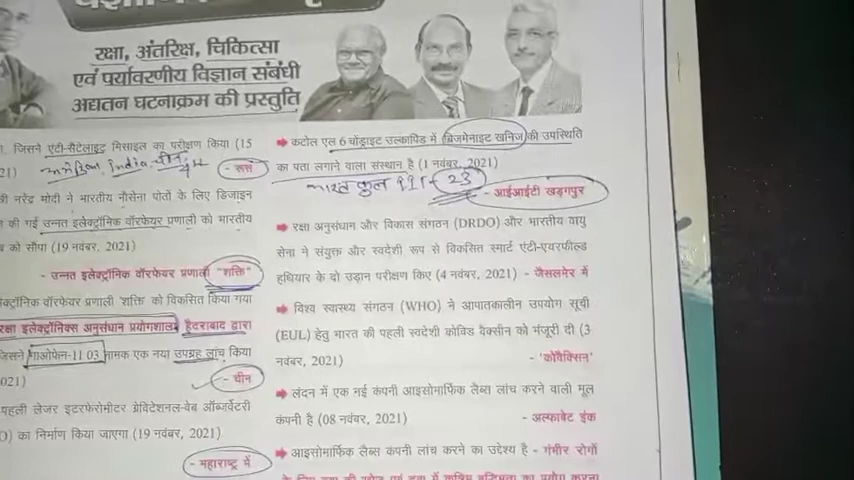 रक्षा, अंतरिक्ष, चिकित्सा
एवं पर्यावरणीय विज्ञान संबंधी
अद्यतन घटनाक्रम की प्रस्तुति
जिसने एंटी-सैटेलाइट मिसाइल का परीक्षण किया (15
21)
India
- रूस
नरेंद्र मोदी ने भारतीय नौसेना पोतों के लिए डिजाइन
की गई उन्नत इलेक्ट्रॉनिक वॉरफेयर प्रणाली को भारतीय
को सौंपा (19 नवंबर, 2021)
- उन्नत इलेक्ट्रॉनिक वॉरफेयर प्रणाली "शक्ति"
क्ट्रॉनिक वॉरफेयर प्रणाली 'शक्ति' को विकसित किया गया
रक्षा इलेक्ट्रॉनिक्स अनुसंधान प्रयोगशाला हैदराबाद द्वारा
जिसने गाओफेन-11 03 नामक एक नया उपग्रह लांच किया
021)
- चीन
पहली लेजर इंटरफेरोमीटर ग्रेविटेशनल-वेब ऑब्जर्वेटरी
O) का निर्माण किया जाएगा (19 नवंबर, 2021)
- महाराष्ट्र में
कटोल एल 6 चोंड्राइट उल्कापिंड में ब्रिजमेनाइट खनिज की उपस्थिति
का पता लगाने वाला संस्थान है (1 नवंबर, 2021)
भारत कुल IIT - 23
- आईआईटी खड़गपुर
रक्षा अनुसंधान और विकास संगठन (DRDO) और भारतीय वायु
सेना ने संयुक्त और स्वदेशी रूप से विकसित स्मार्ट एंटी-एयरफील्ड
हथियार के दो उड़ान परीक्षण किए (4 नवंबर, 2021) - जैसलमेर में
विश्व स्वास्थ्य संगठन (WHO) ने आपातकालीन उपयोग सूची
(EUL) हेतु भारत की पहली स्वदेशी कोविड वैक्सीन को मंजूरी दी (3
नवंबर, 2021) - 'कोवैक्सिन'
लंदन में एक नई कंपनी आइसोमार्फिक लैब्स लांच करने वाली मूल
कंपनी है (08 नवंबर, 2021) - अल्फाबेट इंक
आइसोमार्फिक लैब्स कंपनी लांच करने का उद्देश्य है - गंभीर रोगों